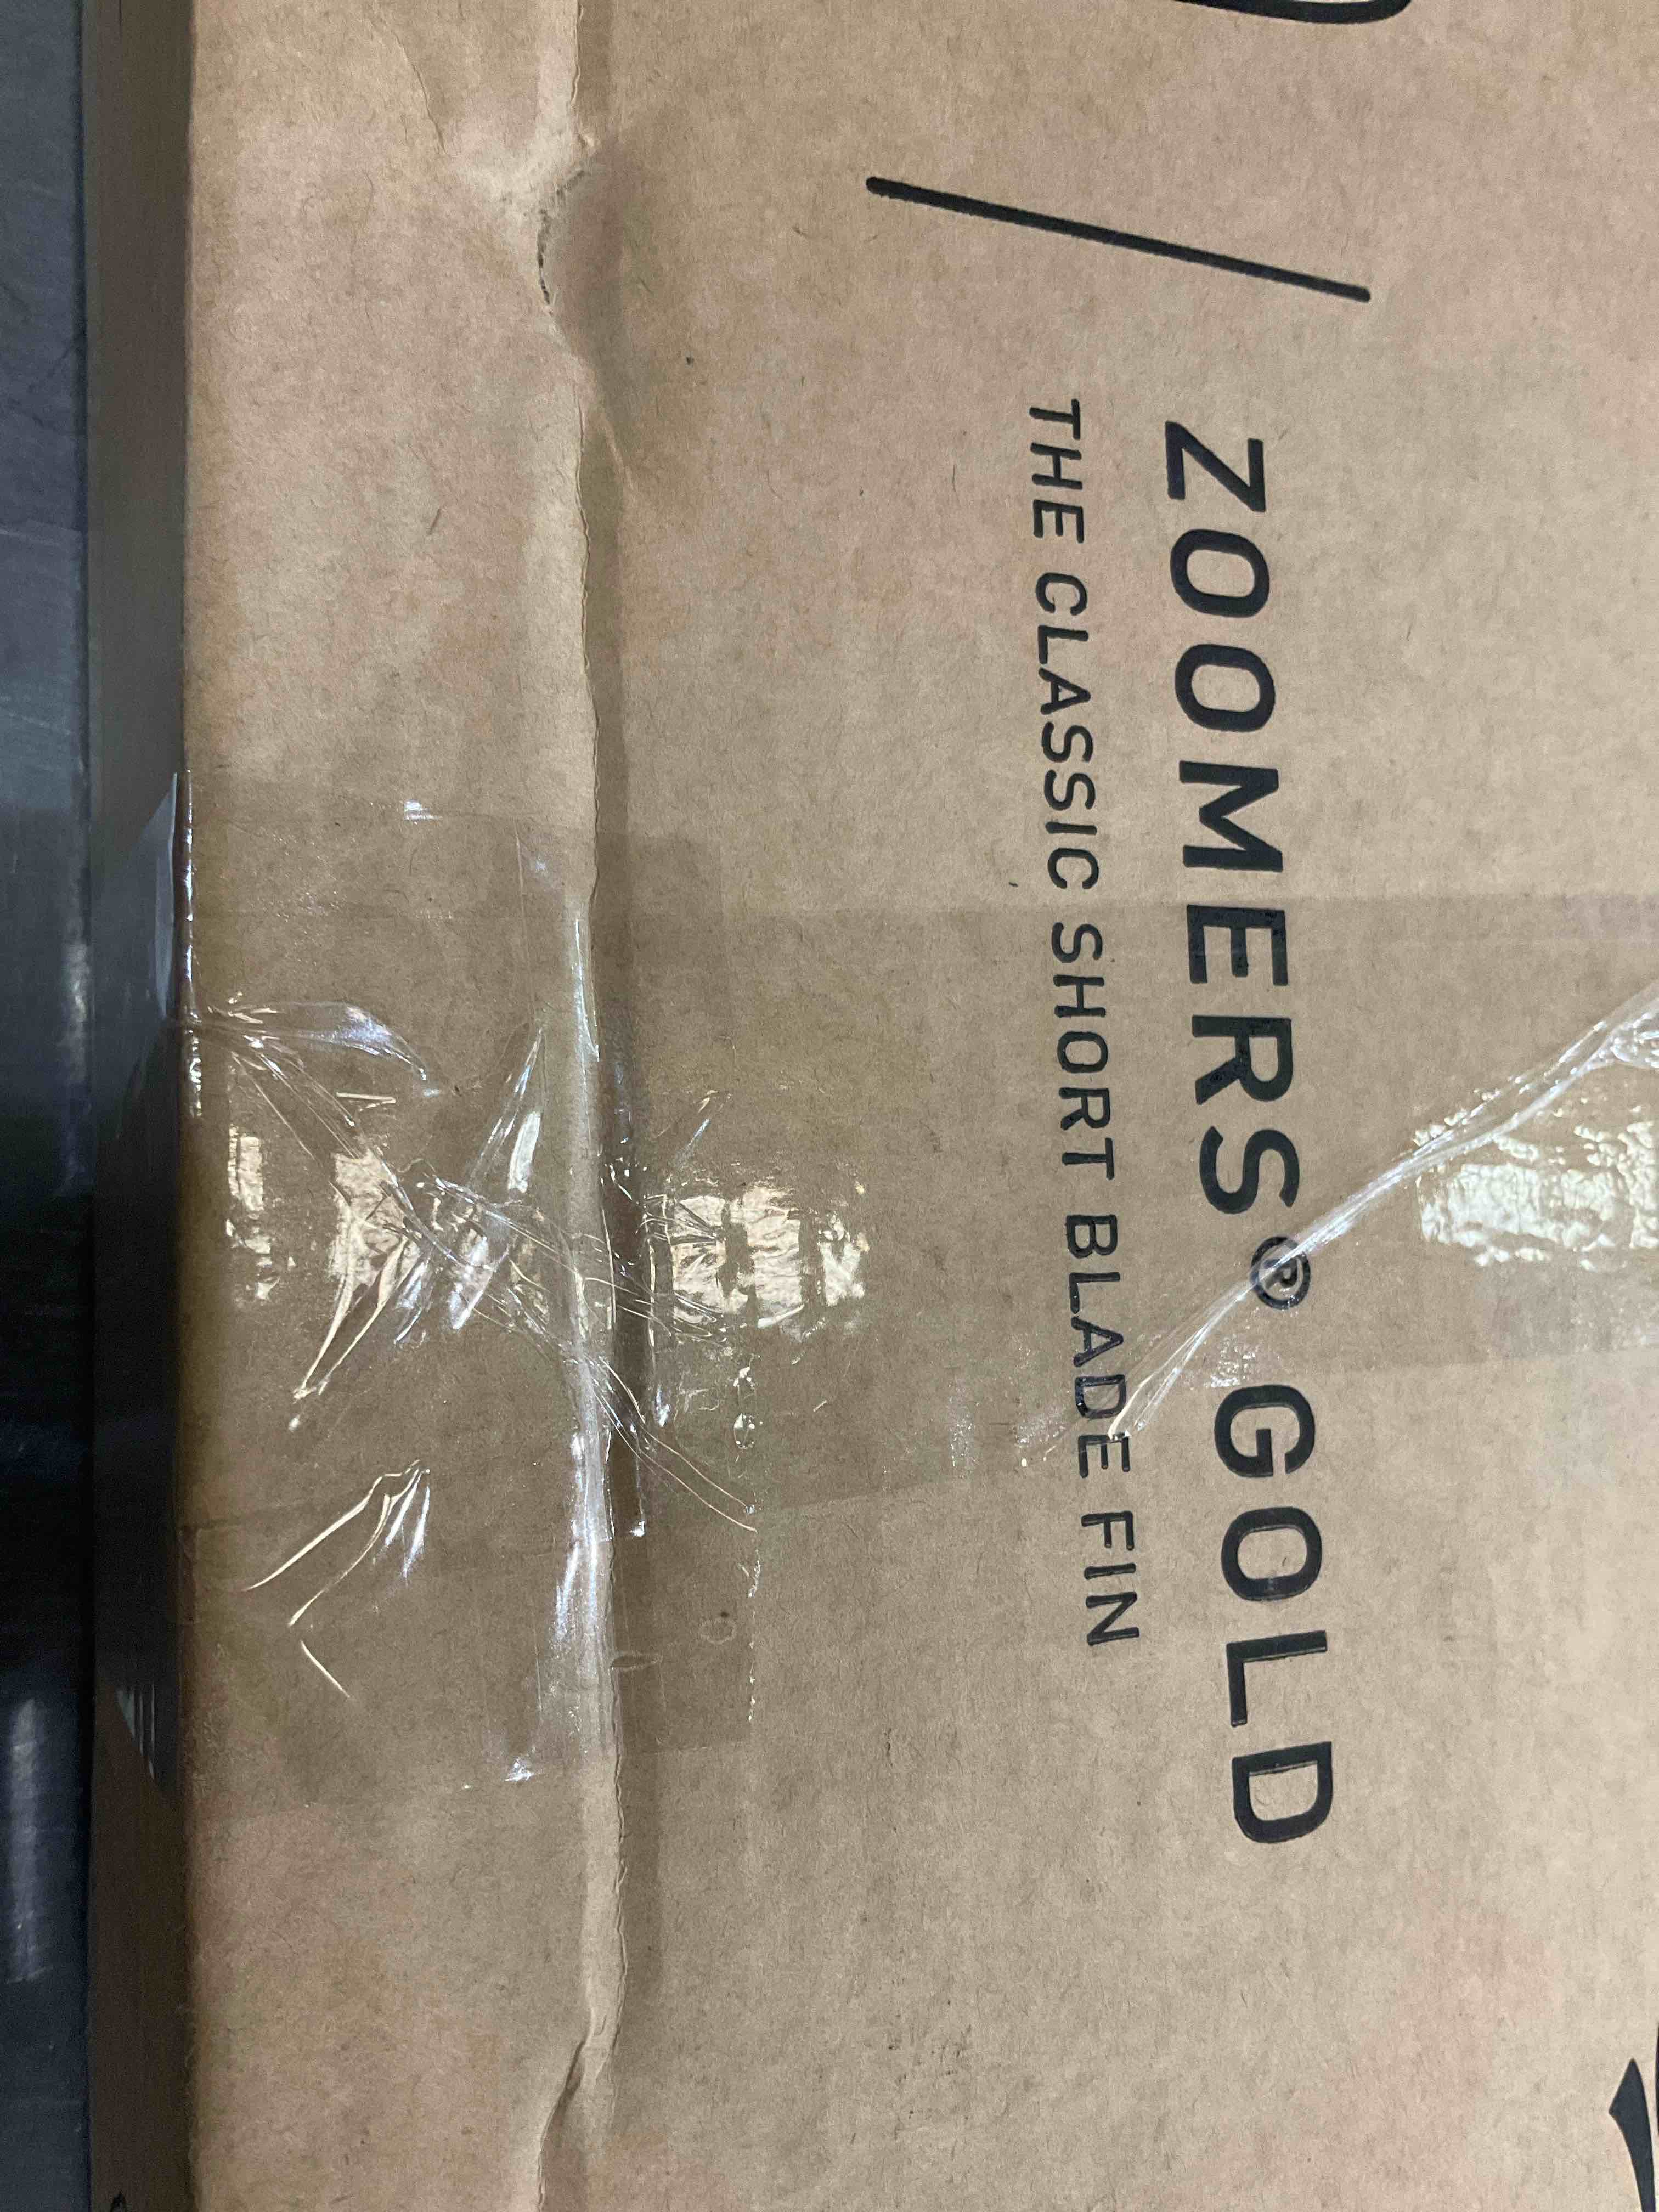 ZOOMERS® GOLD
THE CLASSIC SHORT BLADE FIN